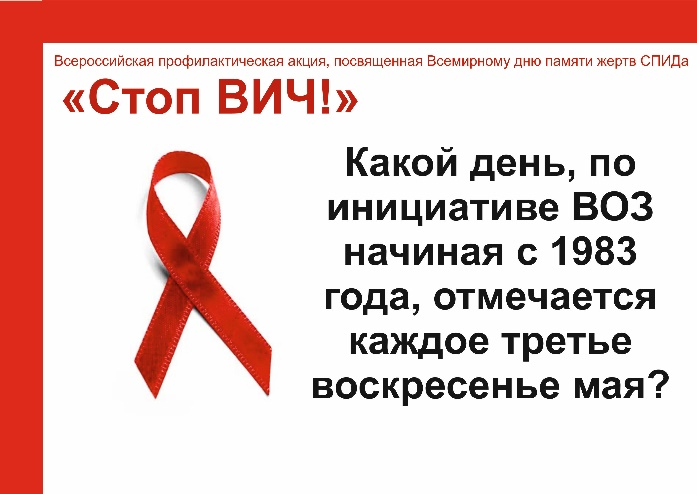 Всероссийская профилактическая акция, посвященная Всемирному дню памяти жертв СПИДа
«Стоп ВИЧ!»
Какой день, по
инициативе ВОЗ
начиная с 1983
года, отмечается
каждое третье
воскресенье мая?